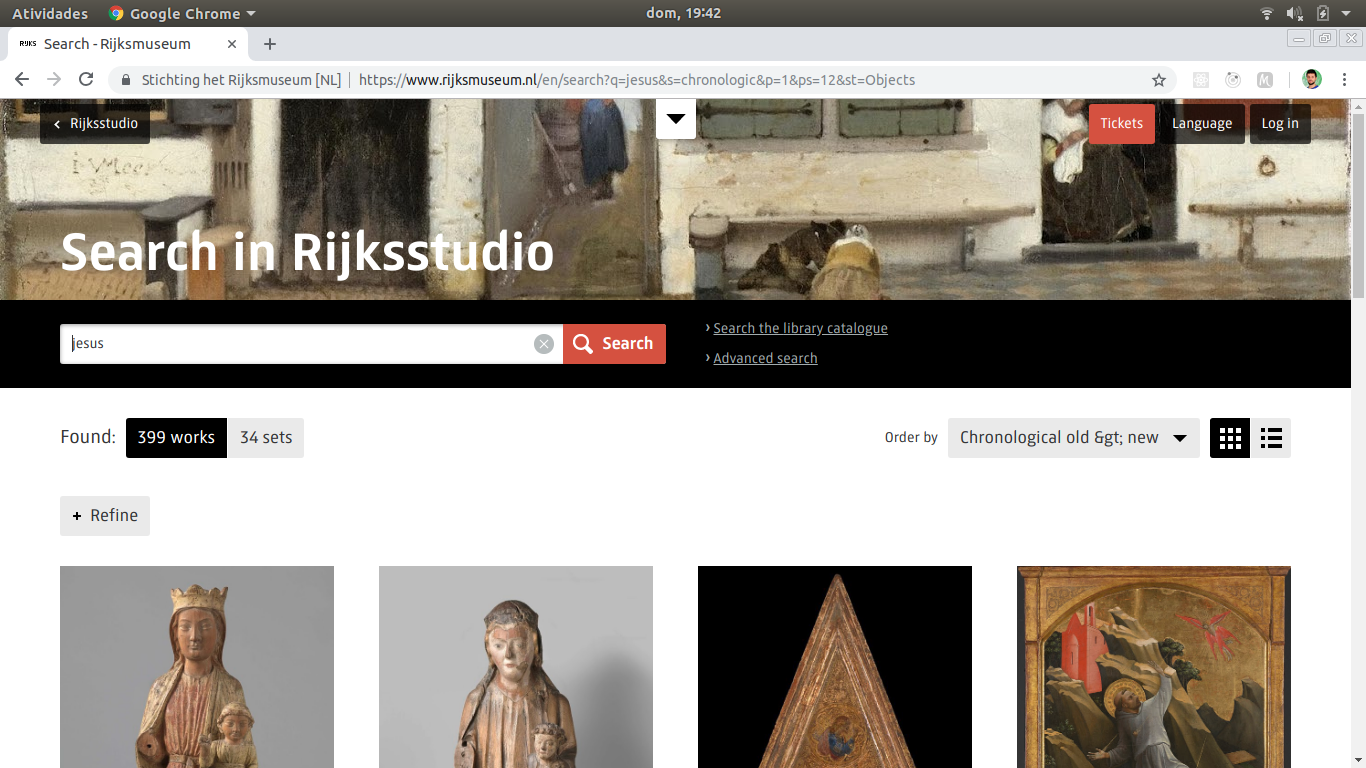 Atividades Google Chrome dom, 19:42
RIJKS Search - Rijksmuseum
Stichting het Rijksmuseum [NL] https://www.rijksmuseum.nl/en/search?q=jesus&s=chronologic&p=1&ps=12&st=Objects
Rijksstudio Tickets Language Log in
Search in Rijksstudio
jesus Search
› Search the library catalogue
› Advanced search
Found: 399 works 34 sets Order by Chronological old &gt; new
+ Refine